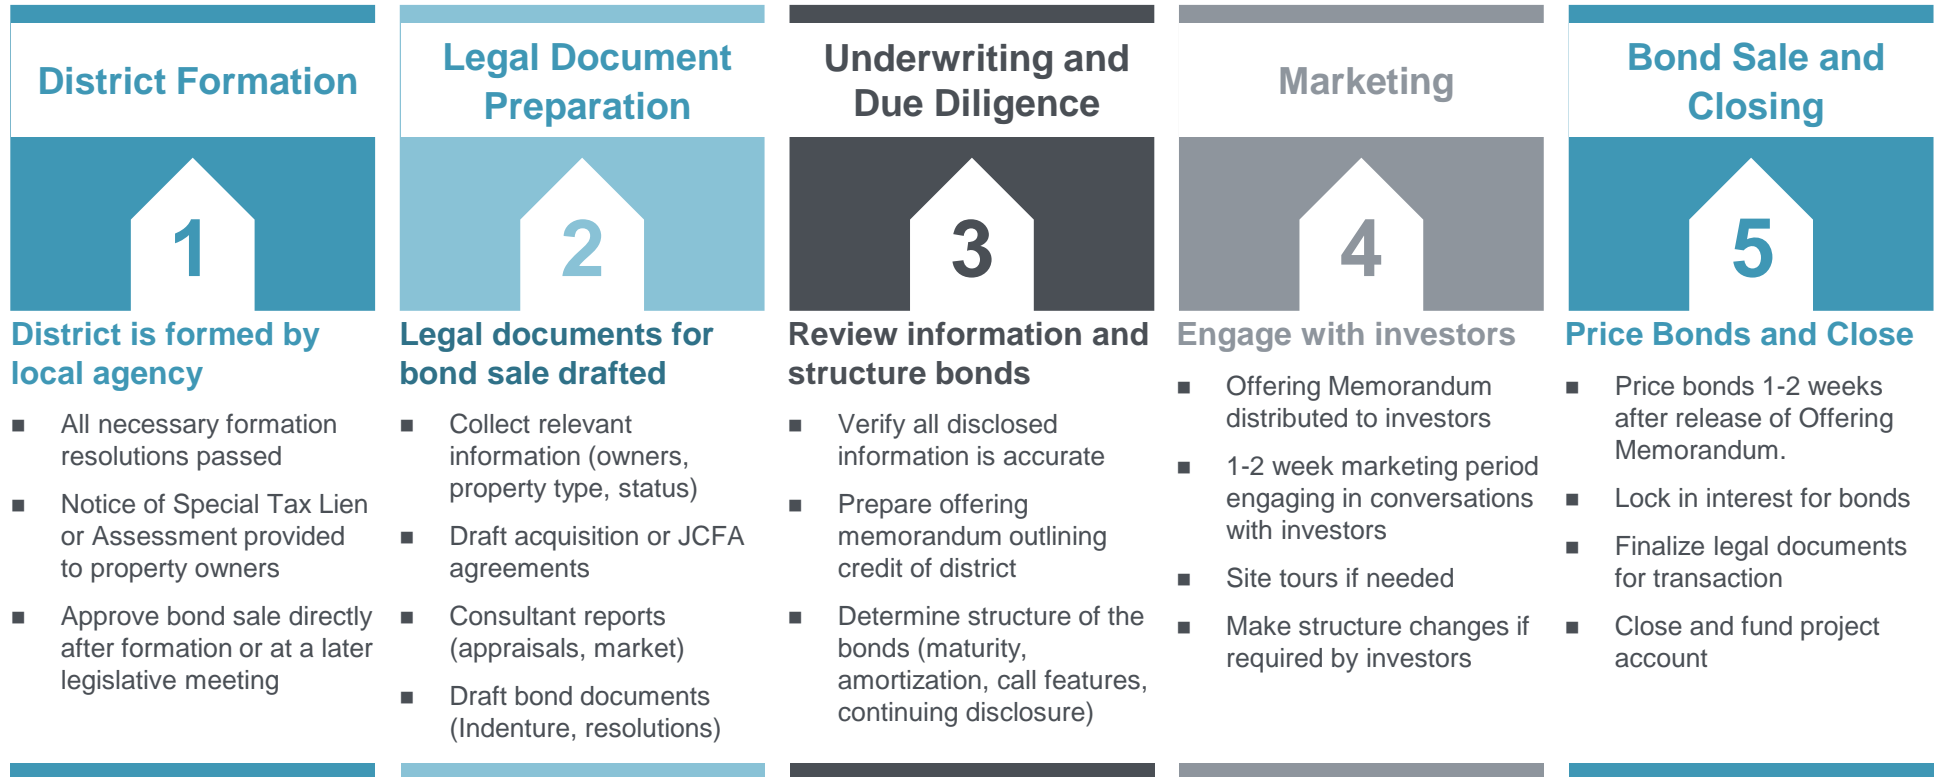 District Formation
1
District is formed by
local agency
■ All necessary formation
resolutions passed
■ Notice of Special Tax Lien
or Assessment provided
to property owners
■ Approve bond sale directly
after formation or at a later
legislative meeting
Legal Document
Preparation
2
Legal documents for
bond sale drafted
■ Collect relevant
information (owners,
property type, status)
■ Draft acquisition or JCFA
agreements
■ Consultant reports
(appraisals, market)
■ Draft bond documents
(Indenture, resolutions)
Underwriting and
Due Diligence
3
Review information and
structure bonds
■ Verify all disclosed
information is accurate
■ Prepare offering
memorandum outlining
credit of district
■ Determine structure of the
bonds (maturity,
amortization, call features,
continuing disclosure)
Marketing
4
Engage with investors
■ Offering Memorandum
distributed to investors
■ 1-2 week marketing period
engaging in conversations
with investors
■ Site tours if needed
■ Make structure changes if
required by investors
Bond Sale and
Closing
5
Price Bonds and Close
■ Price bonds 1-2 weeks
after release of Offering
Memorandum.
■ Lock in interest for bonds
■ Finalize legal documents
for transaction
■ Close and fund project
account